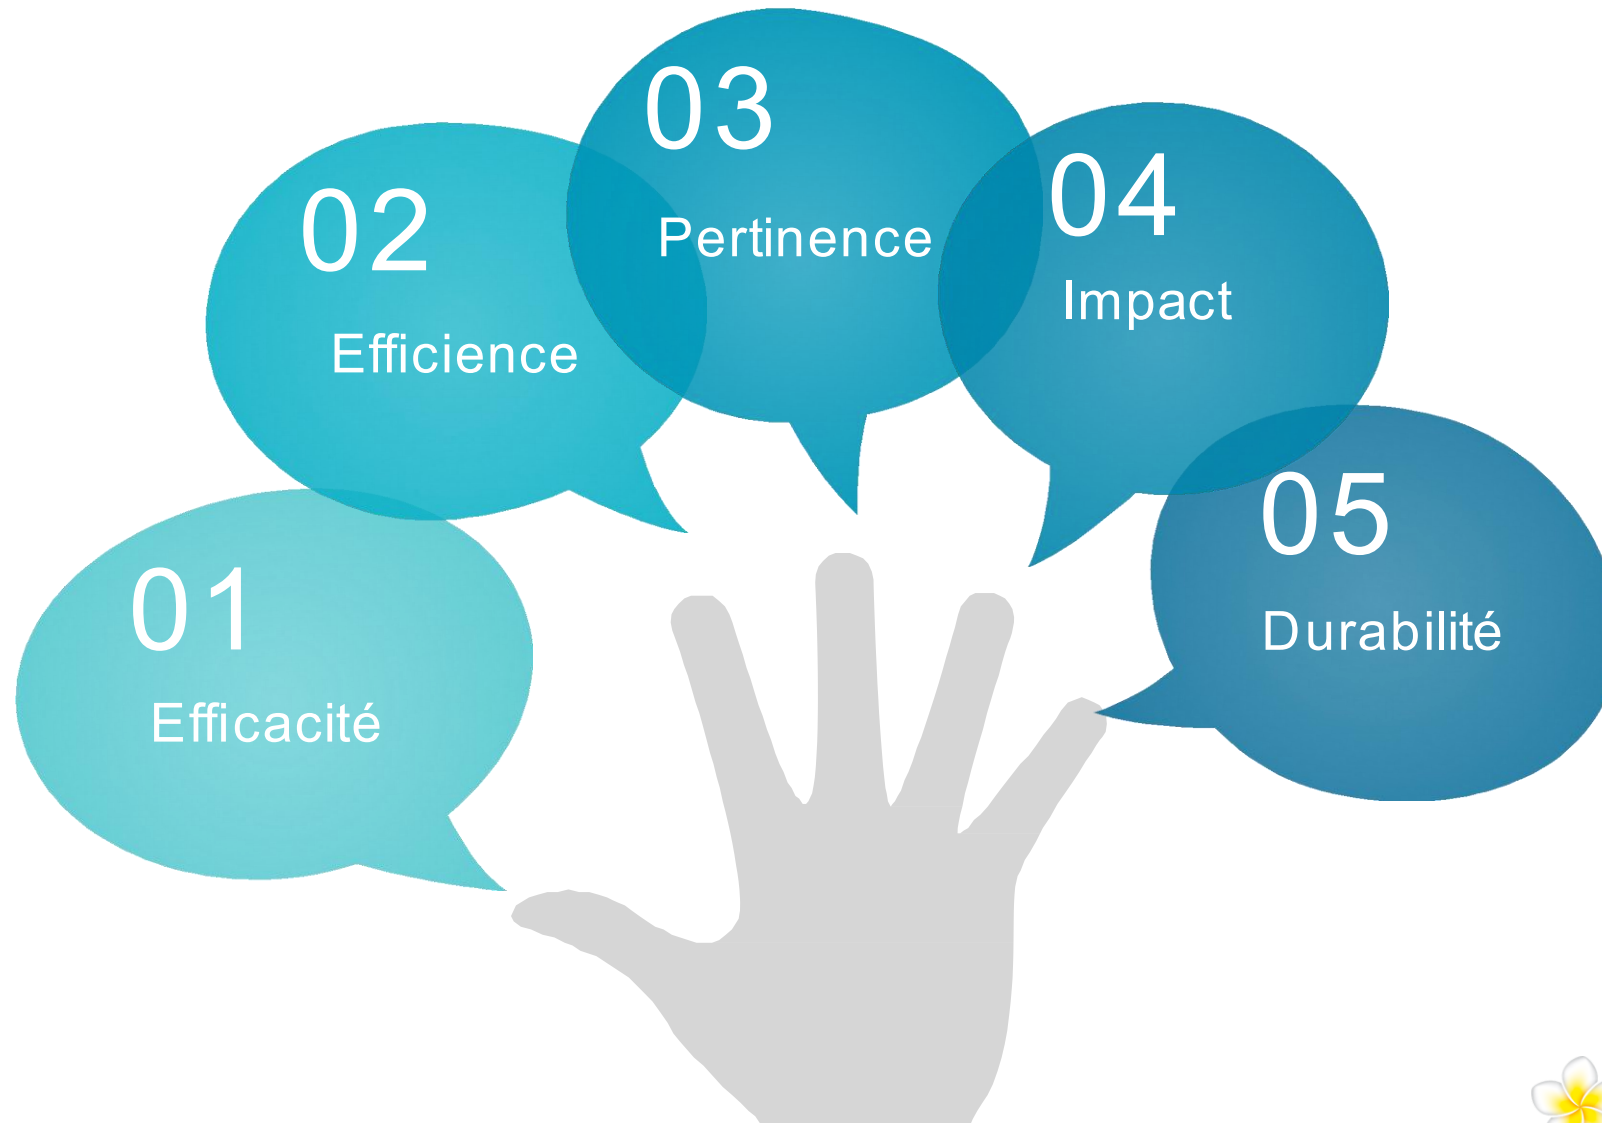 01
Efficacité
02
Efficience
03
Pertinence
04
Impact
05
Durabilité